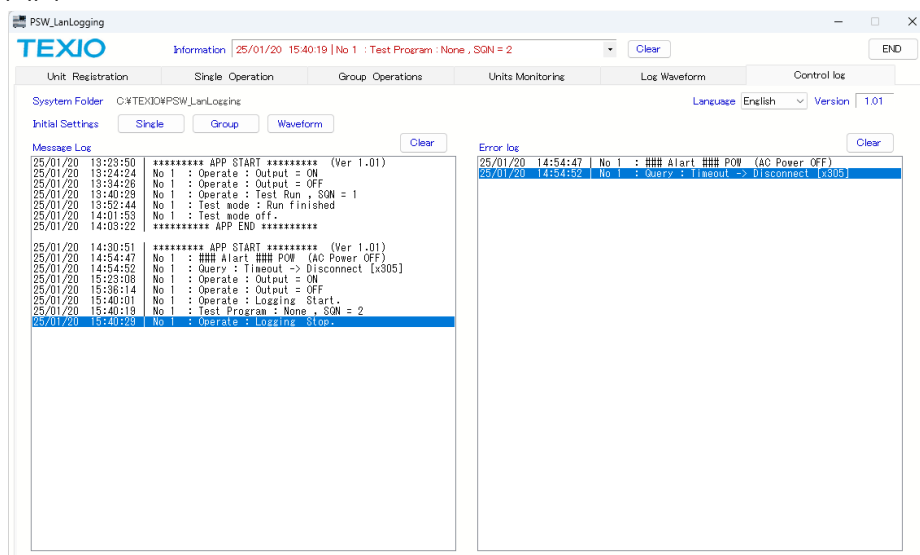 PSW_LanLogging
TEXIO
Information 25/01/20 15:40:19 | No 1 : Test Program : None , SQN = 2 Clear END
Unit Registration Single Operation Group Operations Units Monitoring Log Waveform Control log
Sysytem Folder C:¥TEXIO¥PSW_LanLogging Language English Version 1.01
Initial Settings Single Group Waveform
Message Log Clear
25/01/20 13:23:50 | ********* APP START ********* (Ver 1.01)
25/01/20 13:24:24 | No 1 : Operate : Output = ON
25/01/20 13:34:26 | No 1 : Operate : Output = OFF
25/01/20 13:40:29 | No 1 : Operate : Test Run , SQN = 1
25/01/20 13:52:44 | No 1 : Test mode : Run finished
25/01/20 14:01:53 | No 1 : Test mode off.
25/01/20 14:03:22 | ********** APP END **********
25/01/20 14:30:51 | ********* APP START ********* (Ver 1.01)
25/01/20 14:54:47 | No 1 : ### Alart ### POW (AC Power OFF)
25/01/20 14:54:52 | No 1 : Query : Timeout -> Disconnect [x305]
25/01/20 15:23:08 | No 1 : Operate : Output = ON
25/01/20 15:36:14 | No 1 : Operate : Output = OFF
25/01/20 15:40:01 | No 1 : Operate : Logging Start.
25/01/20 15:40:19 | No 1 : Test Program : None , SQN = 2
25/01/20 15:40:29 | No 1 : Operate : Logging Stop.
Error log Clear
25/01/20 14:54:47 | No 1 : ### Alart ### POW (AC Power OFF)
25/01/20 14:54:52 | No 1 : Query : Timeout -> Disconnect [x305]